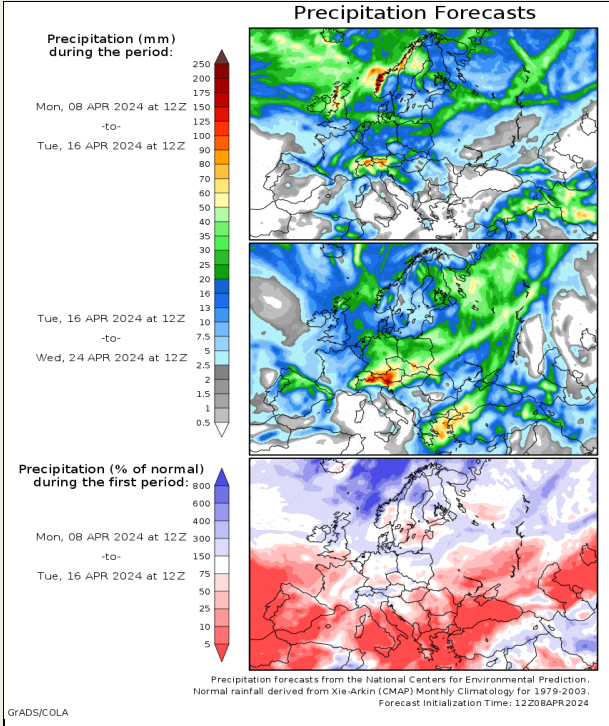 Precipitation Forecasts
Precipitation (mm)
during the period:
Mon, 08 APR 2024 at 12Z
-to-
Tue, 16 APR 2024 at 12Z
250
200
175
150
125
100
90
80
70
60
50
40
35
30
25
20
16
13
10
7.5
5
2.5
2
1.5
1
0.5
Tue, 16 APR 2024 at 12Z
-to-
Wed, 24 APR 2024 at 12Z
Precipitation (% of normal)
during the first period:
Mon, 08 APR 2024 at 12Z
-to-
Tue, 16 APR 2024 at 12Z
800
600
400
300
150
75
50
25
10
5
Precipitation forecasts from the National Centers for Environmental Prediction.
Normal rainfall derived from Xie-Arkin (CMAP) Monthly Climatology for 1979-2003.
Forecast Initialization Time: 12Z08APR2024
GrADS/COLA